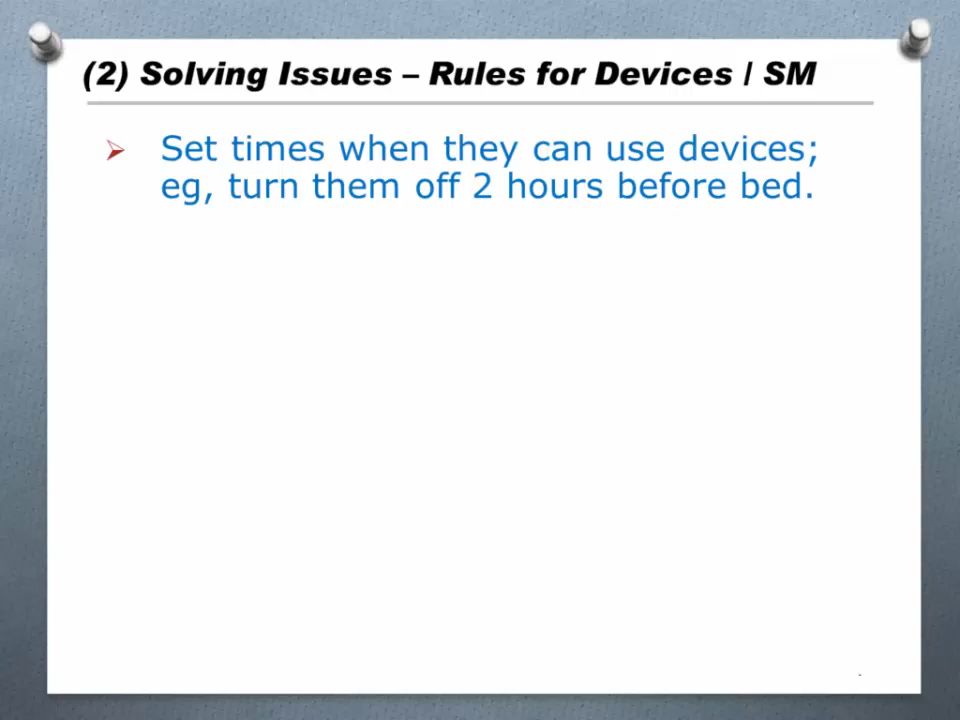 (2) Solving Issues – Rules for Devices / SM
Set times when they can use devices;
eg, turn them off 2 hours before bed.